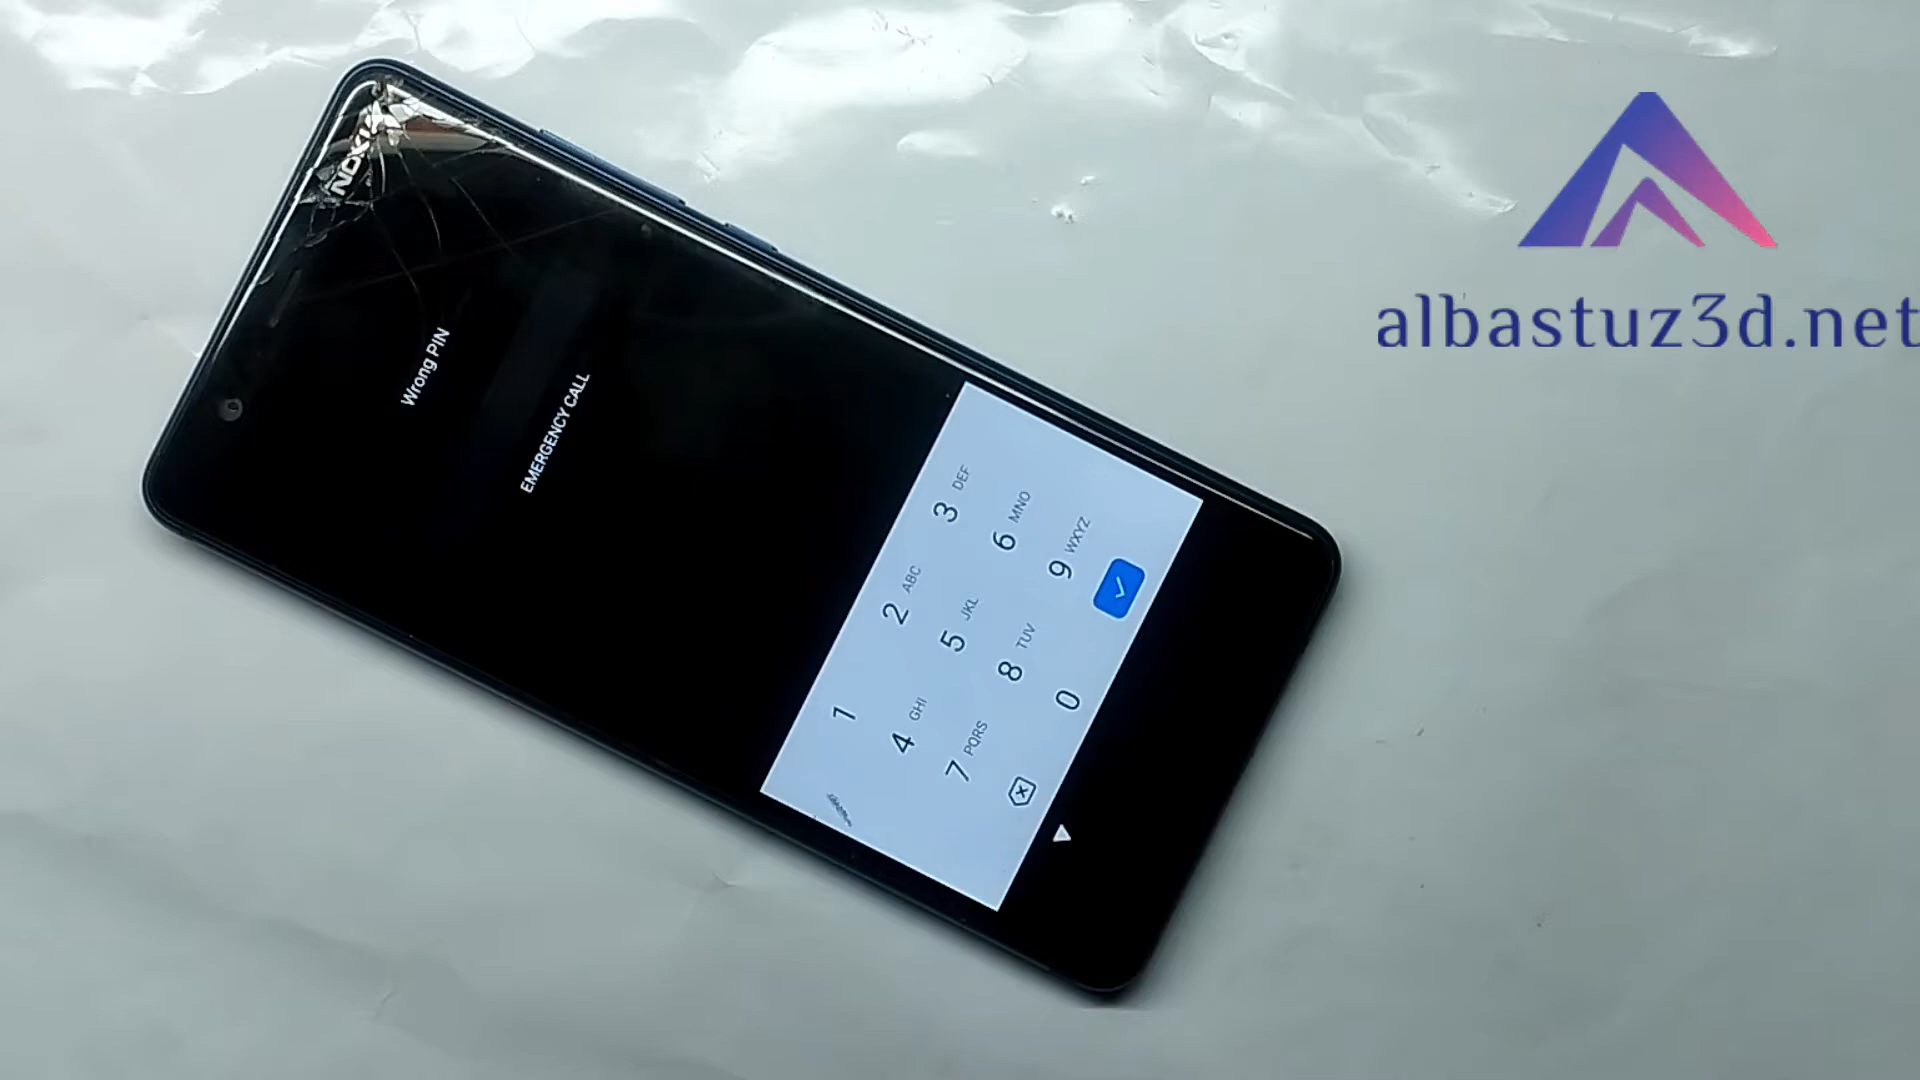 NOKIA
Wrong PIN
EMERGENCY CALL
1
2 ABC
3 DEF
4 GHI
5 JKL
6 MNO
7 PQRS
8 TUV
9 WXYZ
0
albastuz3d.net